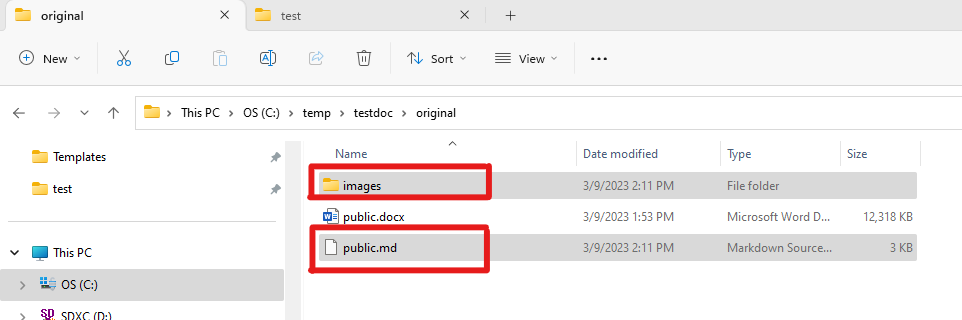 original
test
New
Sort
View
This PC > OS (C:) > temp > testdoc > original
Templates
test
This PC
OS (C:)
SDXC (D:)
Name Date modified Type Size
images 3/9/2023 2:11 PM File folder
public.docx 3/9/2023 1:53 PM Microsoft Word D... 12,318 KB
public.md 3/9/2023 2:11 PM Markdown Source... 3 KB